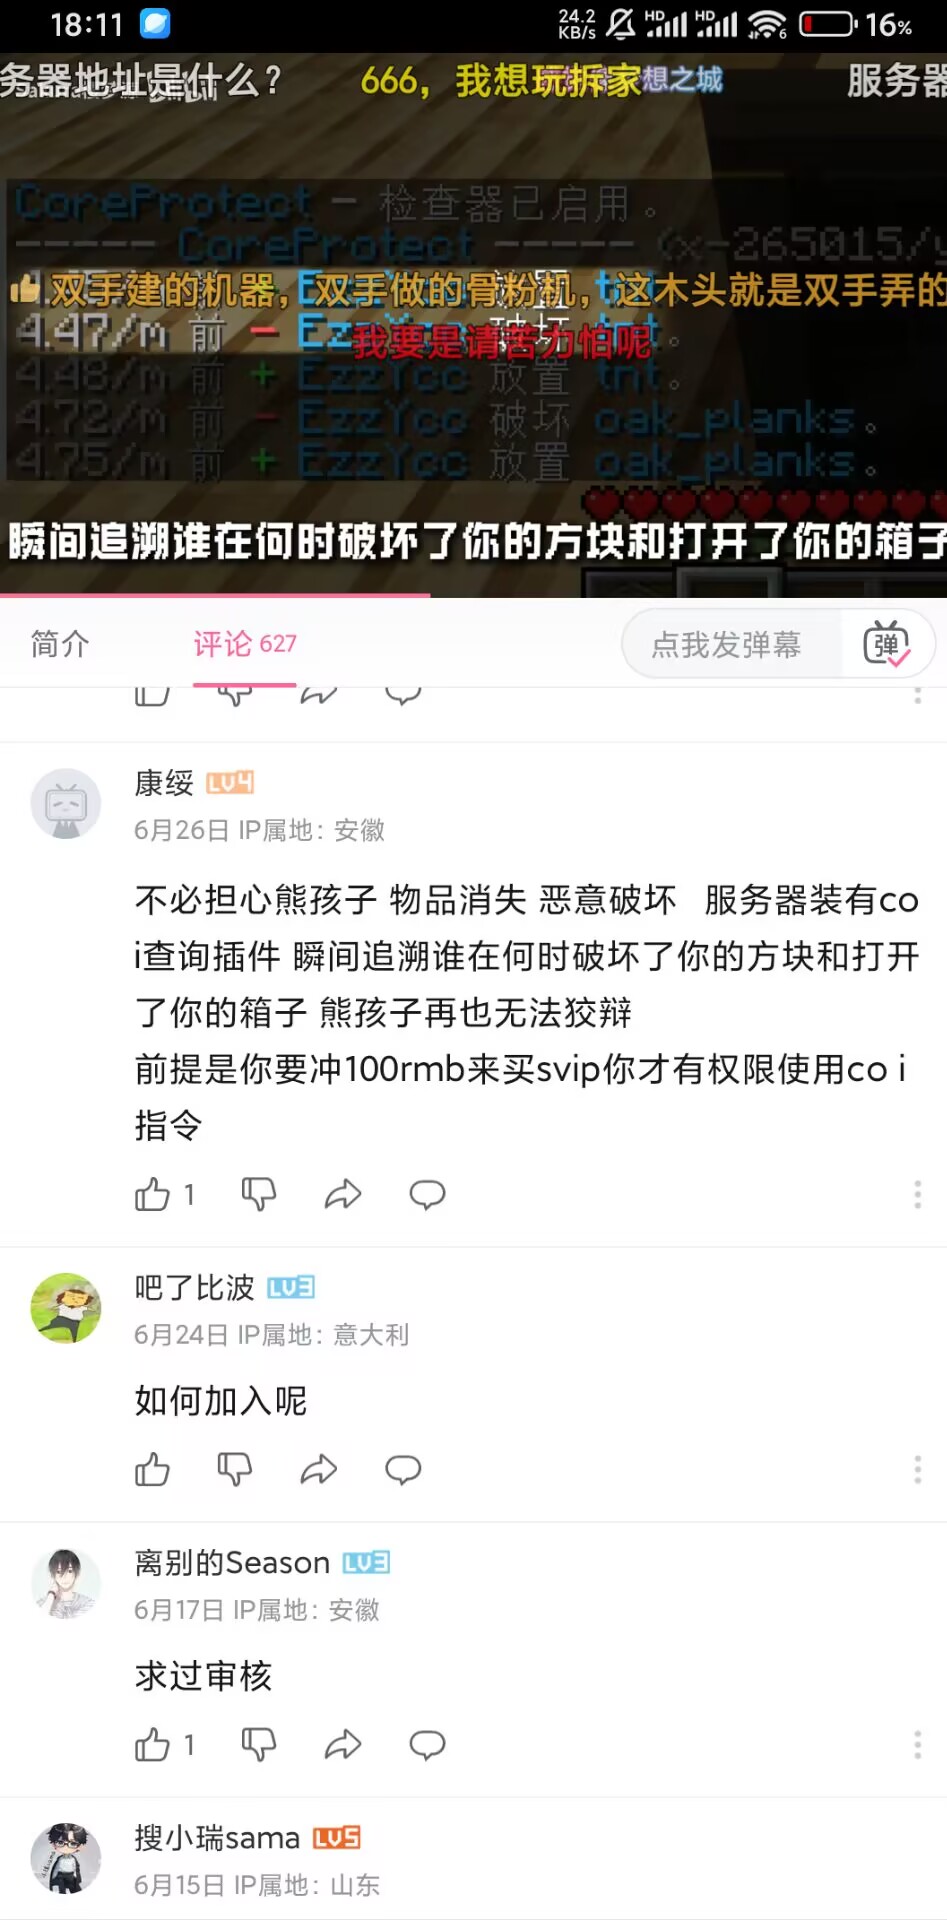 18:11
24.2 KB/s HD HD 6 16%
务器地址是什么？ 666，我想玩拆家 想之城 服务器
CoreProtect - 检查器已启用。
----- CoreProtect ----- (x-265015/y
双手建的机器，双手做的骨粉机，这木头就是双手弄的
4.47/m 前 - EzzYcc 破坏 tnt。
我要是请苦力怕呢
4.48/m 前 + EzzYcc 放置 tnt。
4.72/m 前 - EzzYcc 破坏 oak_planks。
4.75/m 前 + EzzYcc 放置 oak_planks。
瞬间追溯谁在何时破坏了你的方块和打开了你的箱子
简介 评论 627 点我发弹幕 弹
康绥 LV4
6月26日 IP属地：安徽
不必担心熊孩子 物品消失 恶意破坏 服务器装有co
i查询插件 瞬间追溯谁在何时破坏了你的方块和打开
了你的箱子 熊孩子再也无法狡辩
前提是你要冲100rmb来买svip你才有权限使用co i
指令
1
吧了比波 LV3
6月24日 IP属地：意大利
如何加入呢
离别的Season LV3
6月17日 IP属地：安徽
求过审核
1
搜小瑞sama LV5
6月15日 IP属地：山东